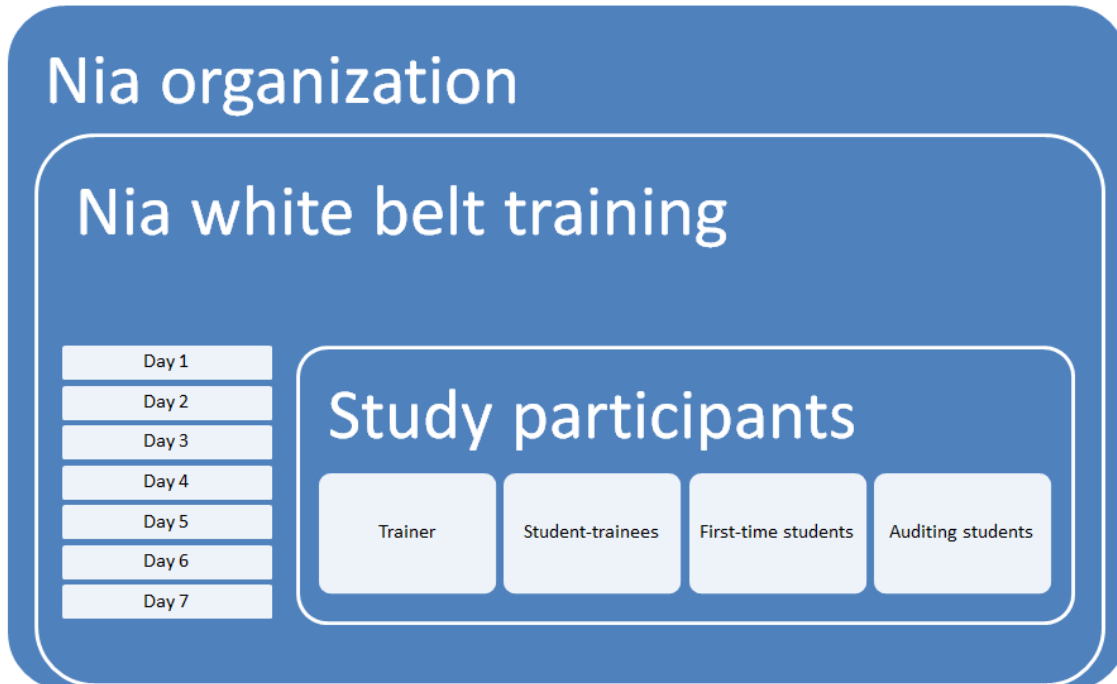 Nia organization
Nia white belt training
Day 1
Day 2
Day 3
Day 4
Day 5
Day 6
Day 7
Study participants
Trainer
Student-trainees
First-time students
Auditing students